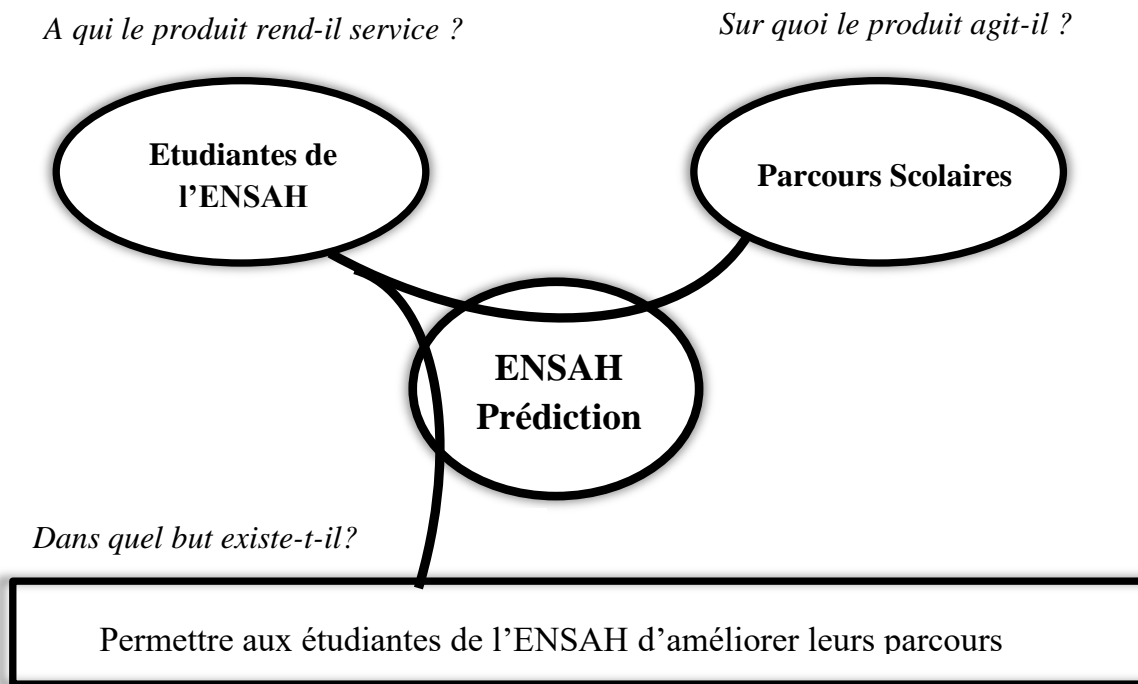 A qui le produit rend-il service ?
Sur quoi le produit agit-il ?
Etudiantes de
l’ENSAH
Parcours Scolaires
ENSAH
Prédiction
Dans quel but existe-t-il?
Permettre aux étudiantes de l’ENSAH d’améliorer leurs parcours